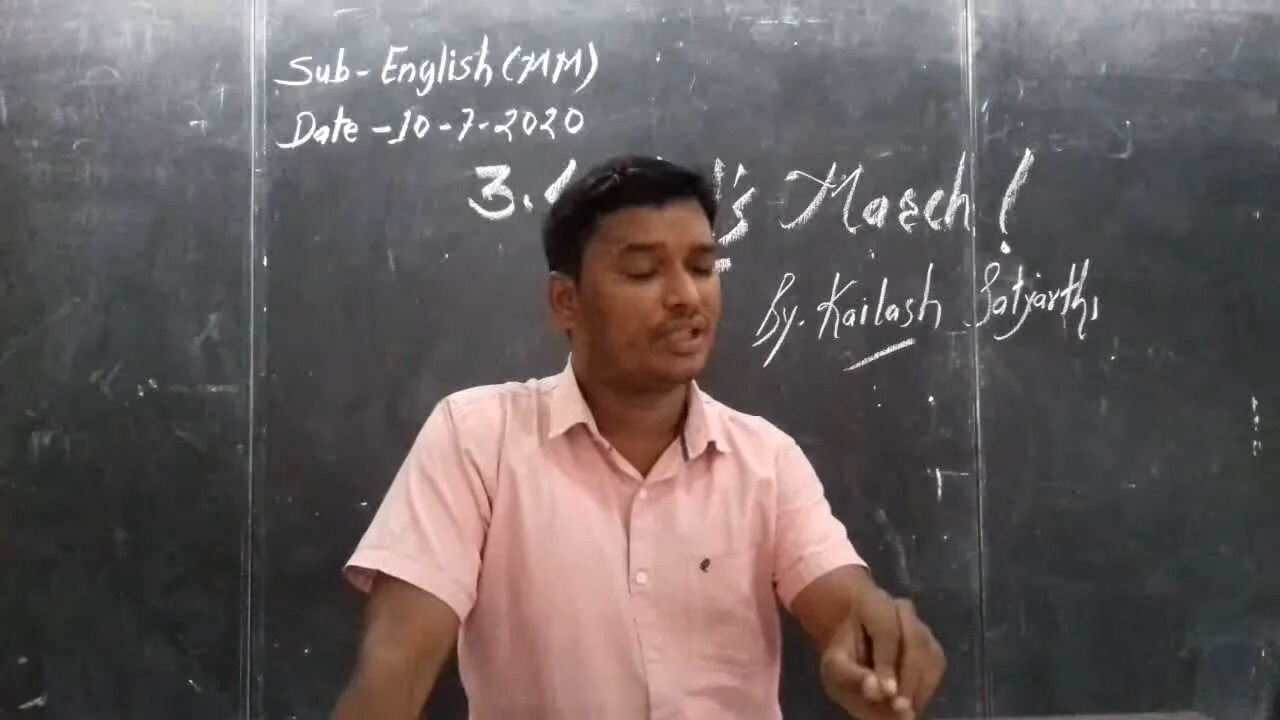 Sub- English (MM)
Date - 10-7-2020
3. 's March!
By. Kailash Satyarthi